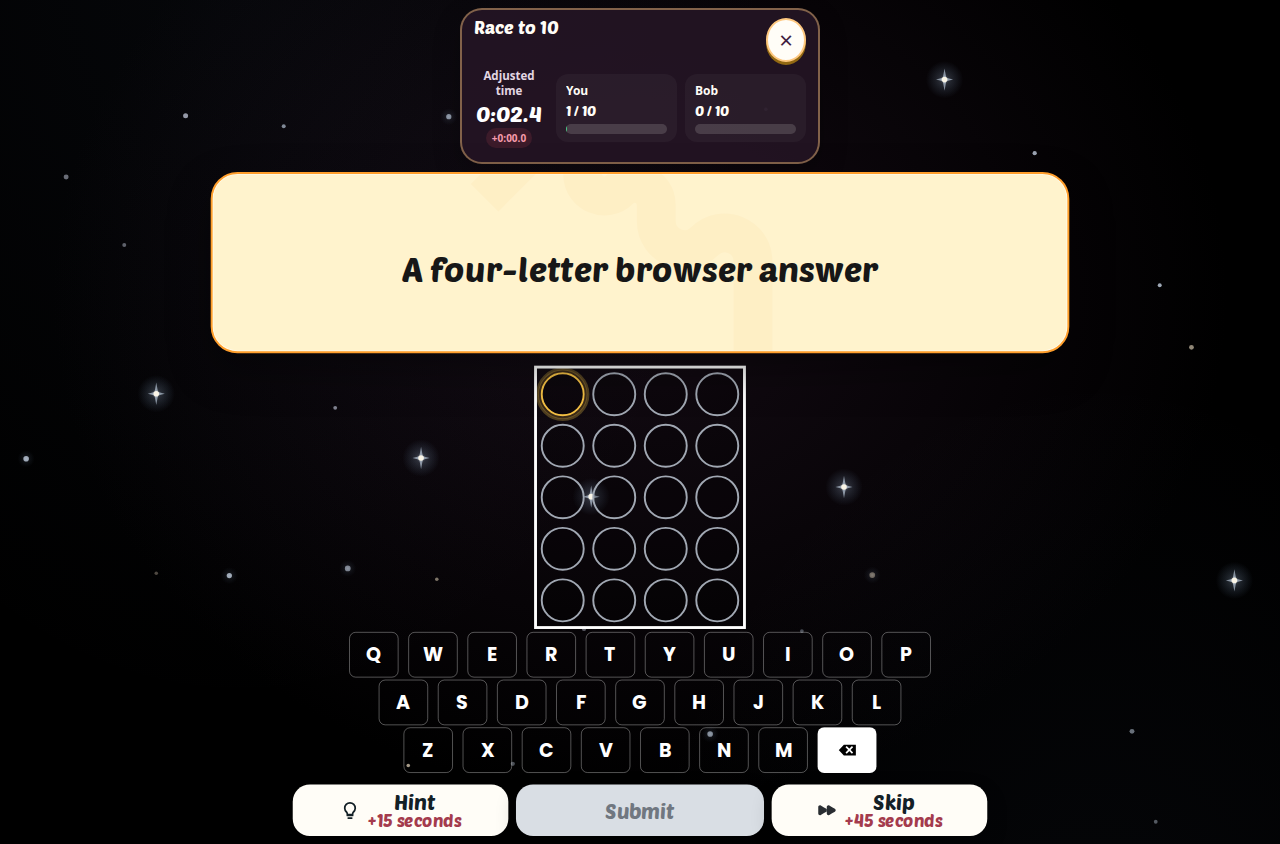 Race to 10
Adjusted
time
0:02.4
+0:00.0
You
1 / 10
Bob
0 / 10
A four-letter browser answer
Q W E R T Y U I O P
A S D F G H J K L
Z X C V B N M
Hint
+15 seconds
Submit
Skip
+45 seconds